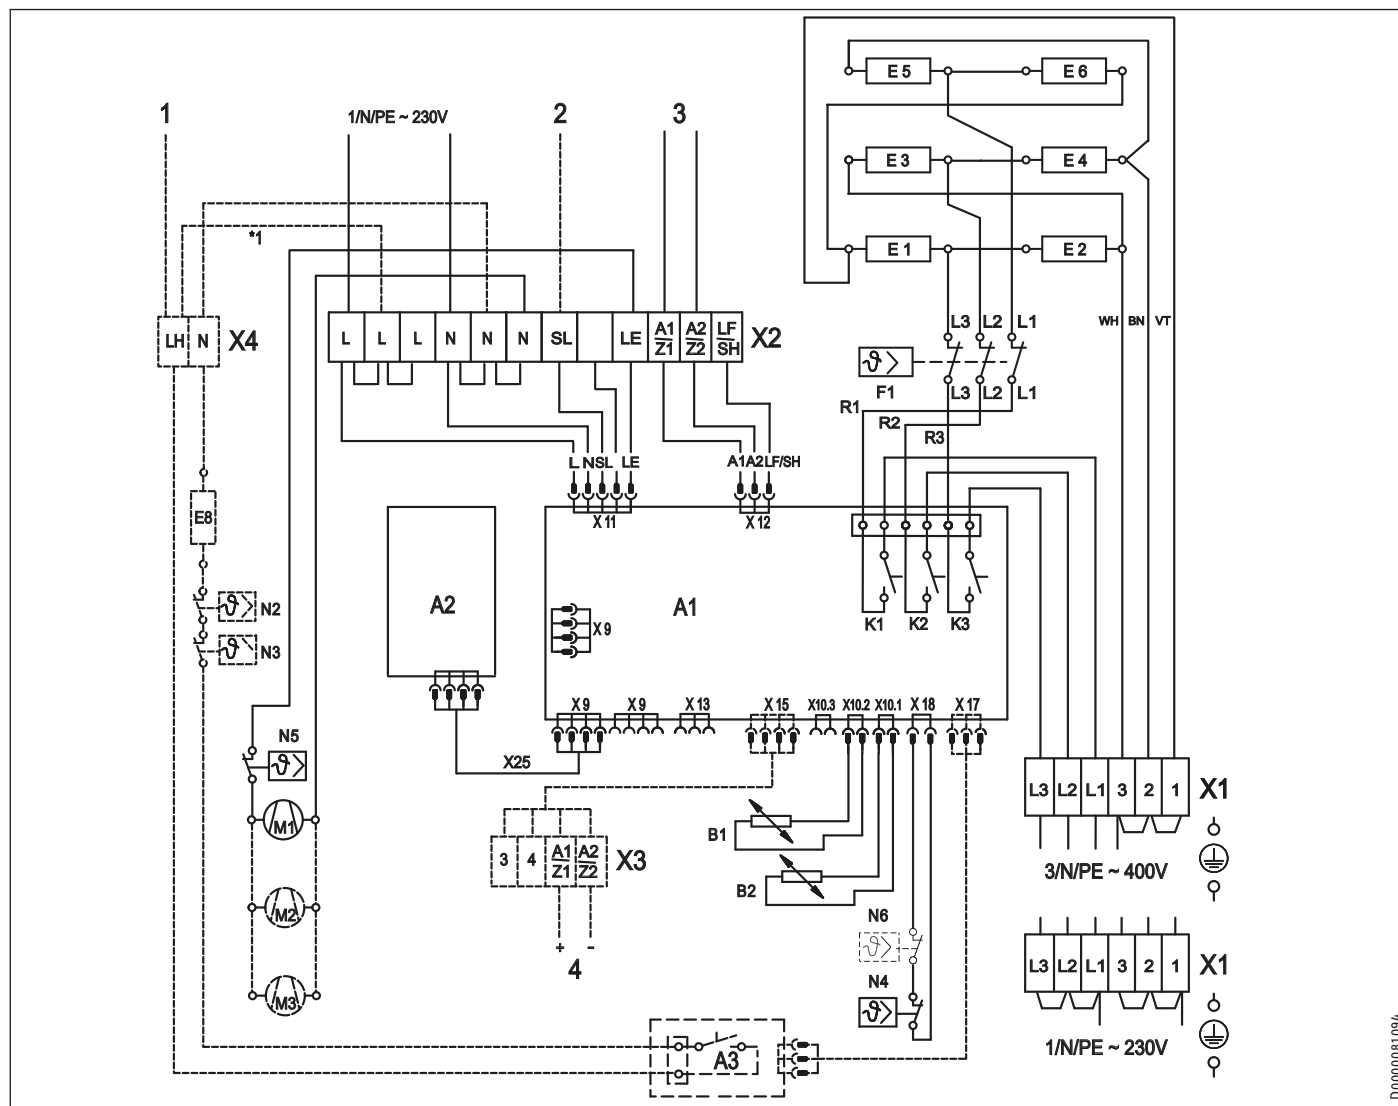 E 5 E 6
1 1/N/PE ~ 230V 2 3
E 3 E 4
*1
E 1 E 2
L3 L2 L1 WH BN VT
LH N X4 L L L N N N SL LE A1 A2 LF X2
Z1 Z2 SH
ϑ F1 L3 L2 L1
R1
R2
R3
L N SL LE A1 A2 LF/SH
E8 X 11 X 12
A2 A1
ϑ N2 X 9 K1 K2 K3
ϑ N3
X 9 X 9 X 13 X 15 X10.3 X10.2 X10.1 X 18 X 17
N5
ϑ X25
L3 L2 L1 3 2 1 X1
M1 B1
3 4 A1 A2 X3
Z1 Z2
3/N/PE ~ 400V
B2
M2 N6
+ - ϑ
4 L3 L2 L1 3 2 1 X1
N4
M3 ϑ
1/N/PE ~ 230V
A3
D0000081094